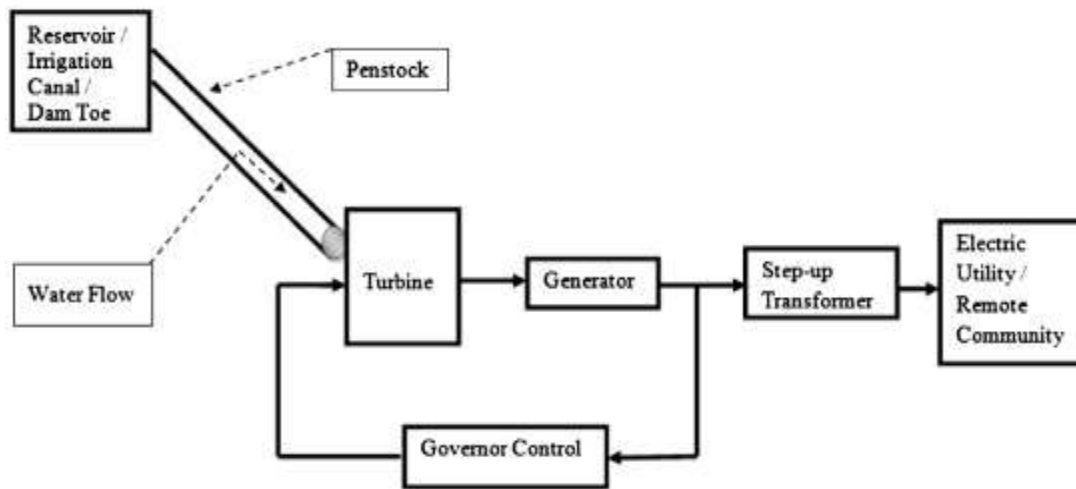 Reservoir /
Irrigation
Canal /
Dam Toe
Penstock
Water Flow
Turbine
Generator
Step-up
Transformer
Electric
Utility /
Remote
Community
Governor Control